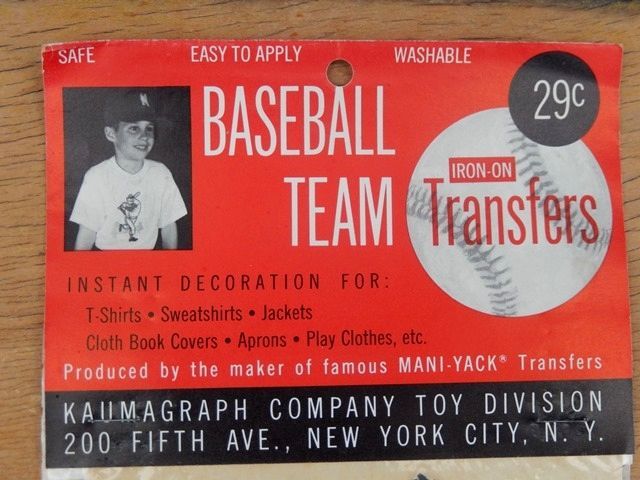 SAFE EASY TO APPLY WASHABLE
29¢
BASEBALL
TEAM
IRON-ON
Transfers
INSTANT DECORATION FOR:
T-Shirts • Sweatshirts • Jackets
Cloth Book Covers • Aprons • Play Clothes, etc.
Produced by the maker of famous MANI-YACK® Transfers
KAUMAGRAPH COMPANY TOY DIVISION
200 FIFTH AVE., NEW YORK CITY, N. Y.